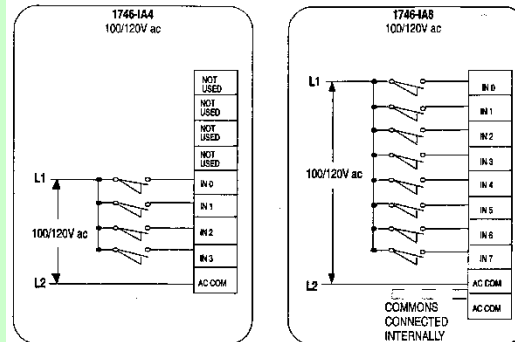 1746-IA4
100/120V ac
NOT
USED
NOT
USED
NOT
USED
NOT
USED
L1
IN 0
IN 1
100/120V ac
IN 2
IN 3
L2
AC COM
1746-IA8
100/120V ac
L1
IN 0
IN 1
IN 2
IN 3
100/120V ac
IN 4
IN 5
IN 6
IN 7
L2
AC COM
AC COM
COMMONS
CONNECTED
INTERNALLY